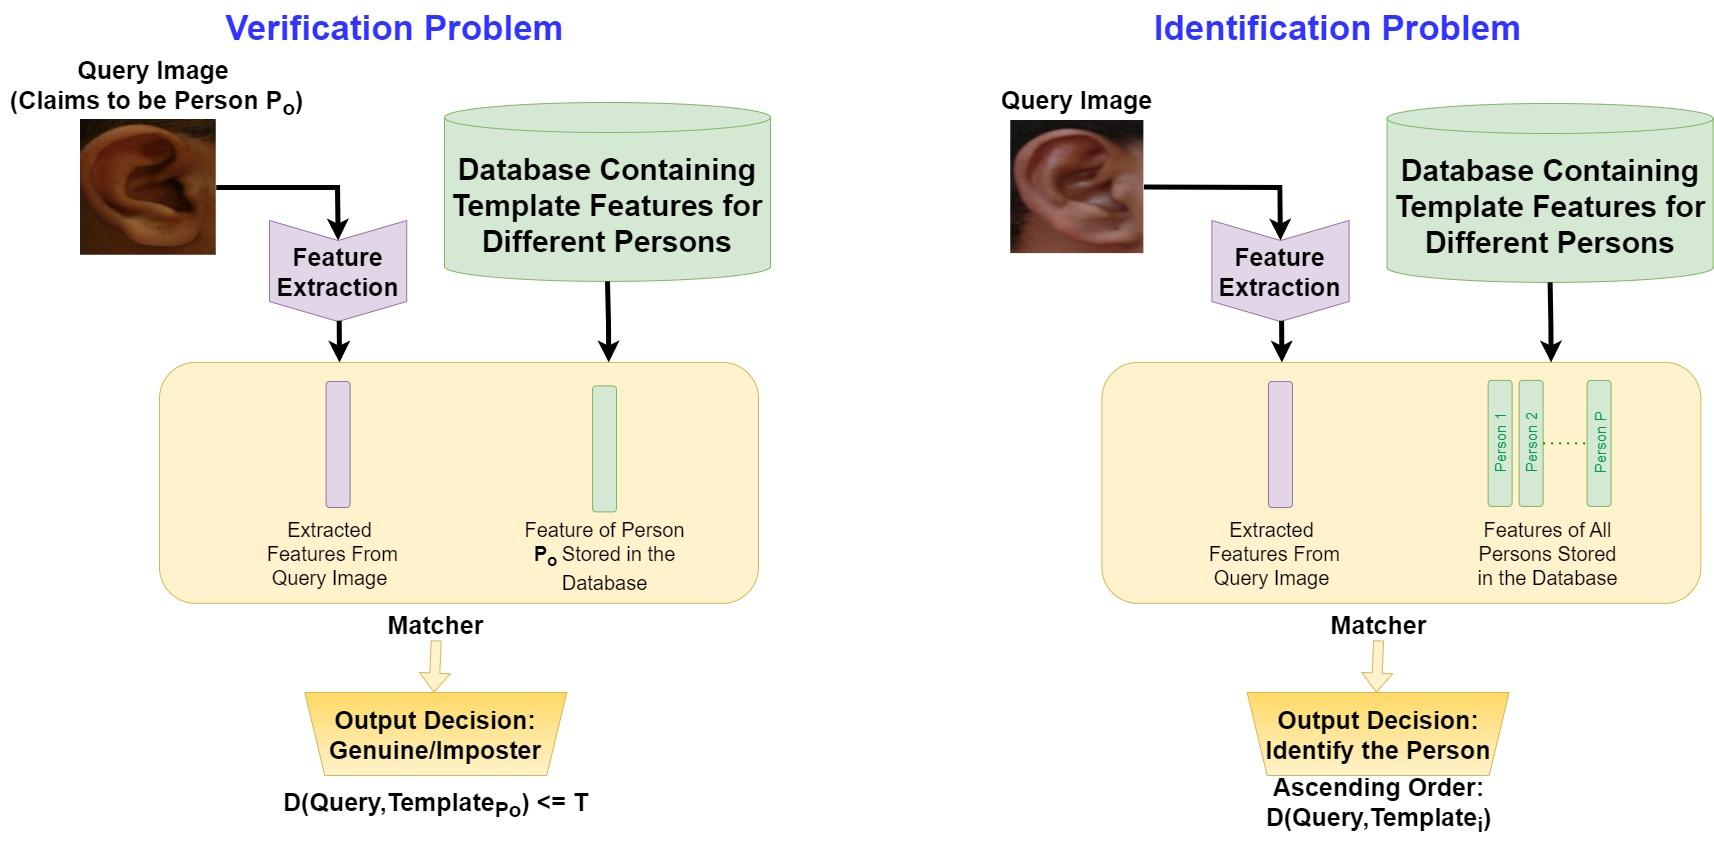 Verification Problem
Query Image
(Claims to be Person Po)
Database Containing
Template Features for
Different Persons
Feature
Extraction
Extracted
Features From
Query Image
Feature of Person
Po Stored in the
Database
Matcher
Output Decision:
Genuine/Imposter
D(Query,TemplatePo) <= T
Identification Problem
Query Image
Database Containing
Template Features for
Different Persons
Feature
Extraction
Person 1
Person 2
Person P
Extracted
Features From
Query Image
Features of All
Persons Stored
in the Database
Matcher
Output Decision:
Identify the Person
Ascending Order:
D(Query,Templatei)